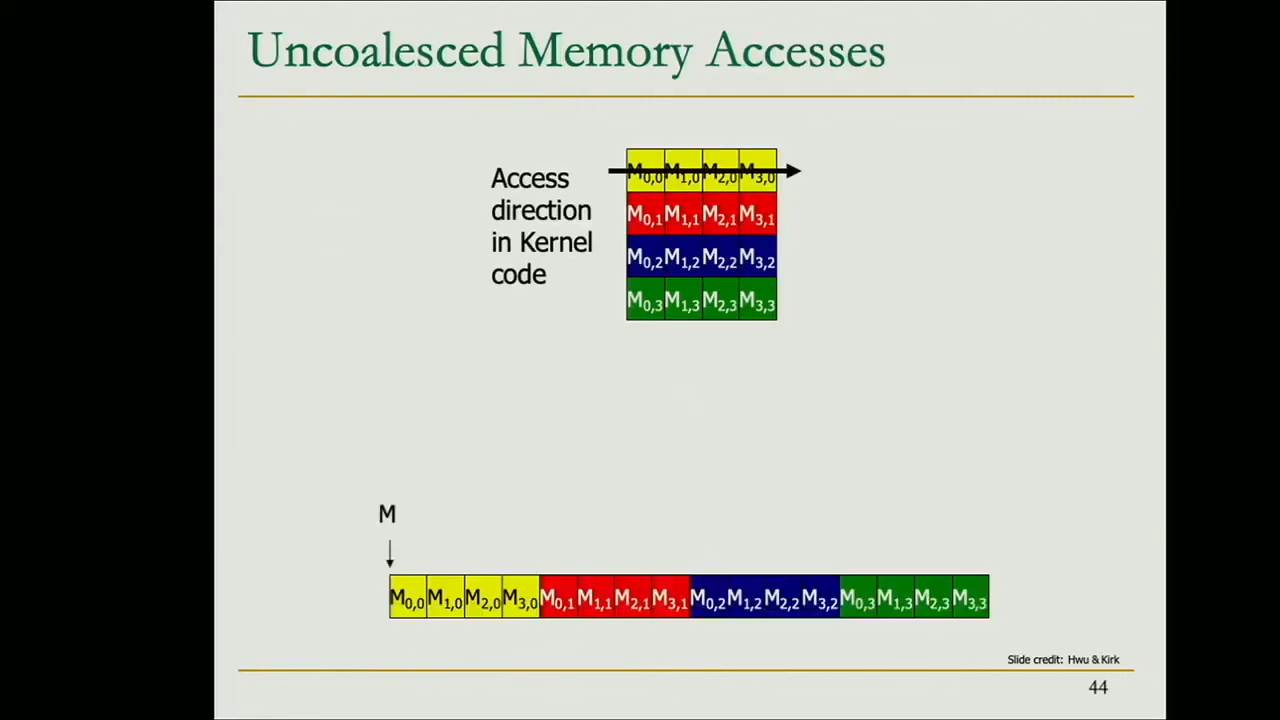 Uncoalesced Memory Accesses
Access
direction
in Kernel
code
M0,0 M1,0 M2,0 M3,0
M0,1 M1,1 M2,1 M3,1
M0,2 M1,2 M2,2 M3,2
M0,3 M1,3 M2,3 M3,3
M
M0,0 M1,0 M2,0 M3,0 M0,1 M1,1 M2,1 M3,1 M0,2 M1,2 M2,2 M3,2 M0,3 M1,3 M2,3 M3,3
Slide credit: Hwu & Kirk
44